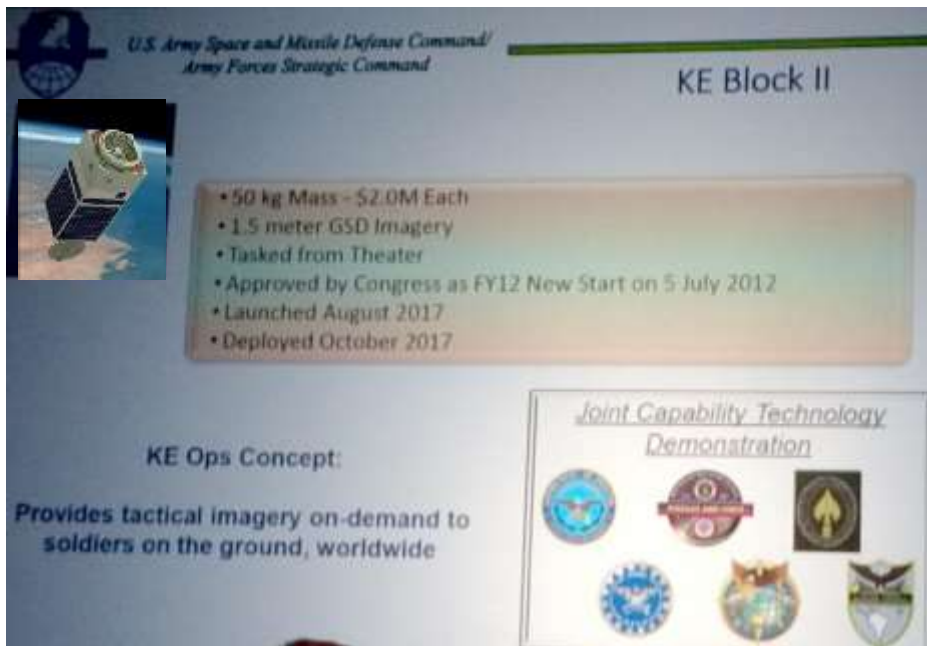 U.S. Army Space and Missile Defense Command/
Army Forces Strategic Command
KE Block II
• 50 kg Mass - $2.0M Each
• 1.5 meter GSD Imagery
• Tasked from Theater
• Approved by Congress as FY12 New Start on 5 July 2012
• Launched August 2017
• Deployed October 2017
Joint Capability Technology
Demonstration
KE Ops Concept:
Provides tactical imagery on-demand to
soldiers on the ground, worldwide